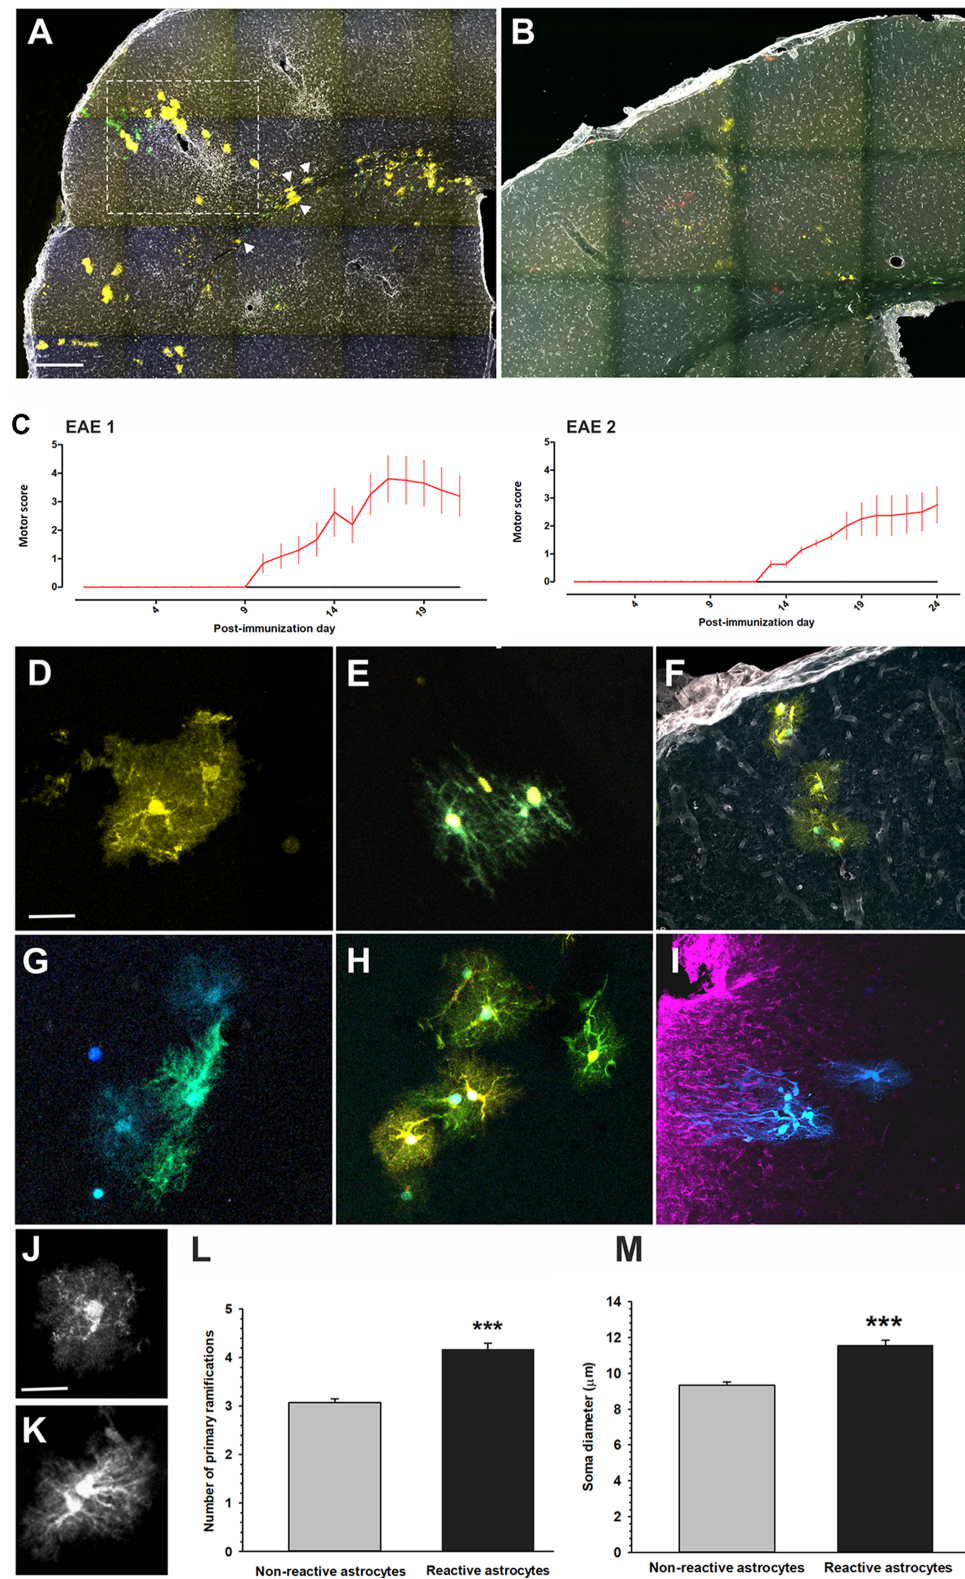 A
B
C
EAE 1
EAE 2
5
4
3
2
1
0
Motor score
4
9
14
19
Post-immunization day
5
4
3
2
1
0
Motor score
4
9
14
19
24
Post-immunization day
D
E
F
G
H
I
J
K
L
M
5
4
3
2
1
0
Number of primary ramifications
***
Non-reactive astrocytes
Reactive astrocytes
14
12
10
8
6
4
2
0
Soma diameter (μm)
***
Non-reactive astrocytes
Reactive astrocytes